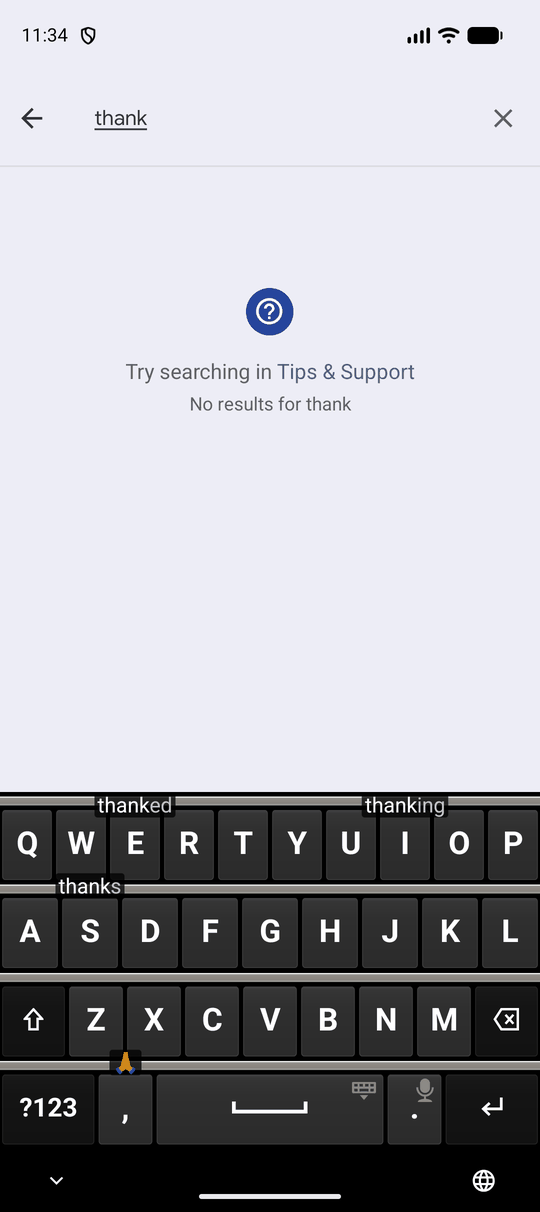 11:34
thank
Try searching in Tips & Support
No results for thank
thanked thanking
Q W E R T Y U I O P
thanks
A S D F G H J K L
Z X C V B N M
?123 , .